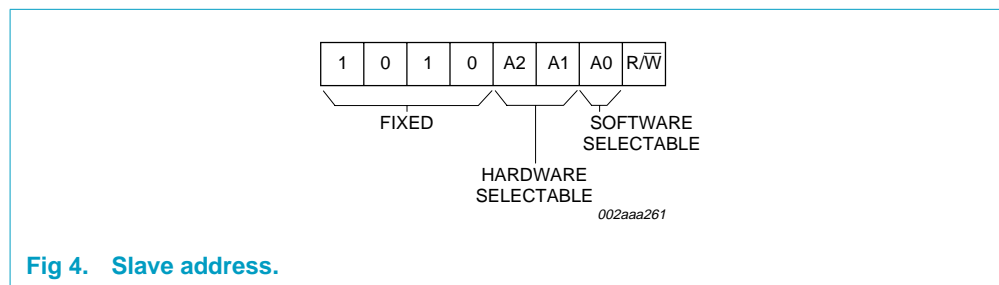 1 0 1 0 A2 A1 A0 R/W̅
FIXED
SOFTWARE
SELECTABLE
HARDWARE
SELECTABLE
002aaa261
Fig 4. Slave address.